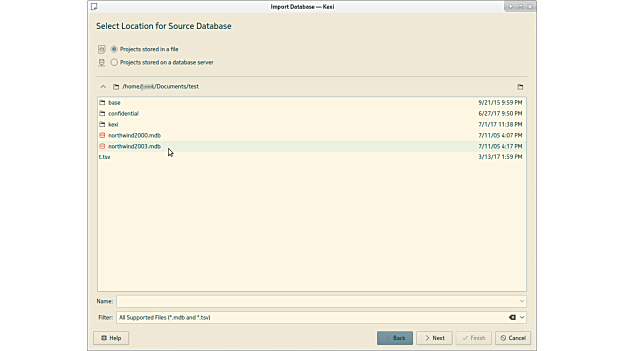 Import Database — Kexi
Select Location for Source Database
Projects stored in a file
Projects stored on a database server
/home/ /Documents/test
base 9/21/15 9:59 PM
confidential 6/27/17 9:50 PM
kexi 7/1/17 11:38 PM
northwind2000.mdb 7/11/05 4:07 PM
northwind2003.mdb 7/11/05 4:17 PM
t.tsv 3/13/17 1:59 PM
Name:
Filter: All Supported Files (*.mdb and *.tsv)
Help Back Next Finish Cancel